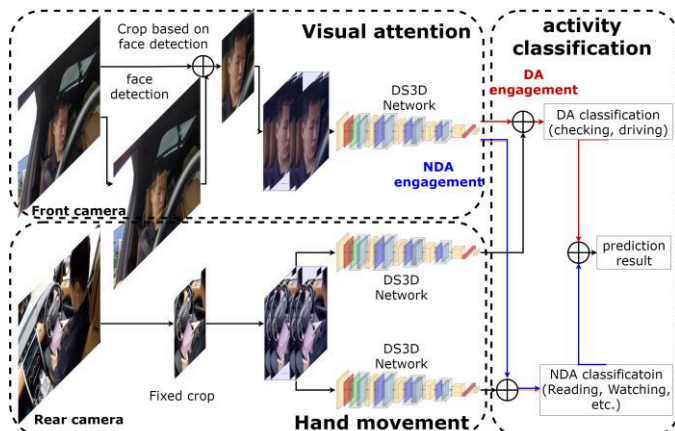 Visual attention
Crop based on
face detection
face
detection
DS3D
Network
Front camera
activity
classification
DA
engagement
NDA
engagement
DA classification
(checking, driving)
prediction
result
NDA classificatoin
(Reading, Watching,
etc.)
DS3D
Network
DS3D
Network
Fixed crop
Rear camera
Hand movement